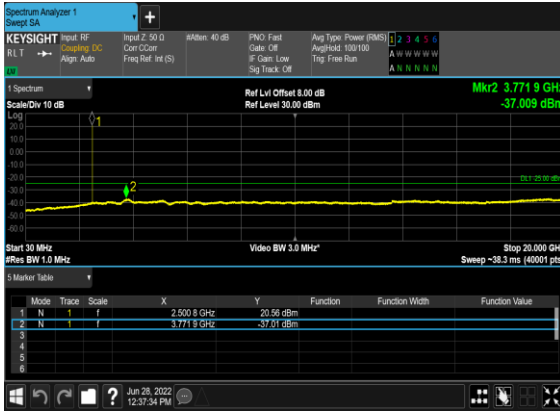 Spectrum Analyzer 1
Swept SA
KEYSIGHT Input: RF Input Z: 50 Ω #Atten: 40 dB PNO: Fast Avg Type: Power (RMS) 1 2 3 4 5 6
RLT Coupling: DC Corr CCorr Gate: Off Avg|Hold: 100/100 A W W W W W
Align: Auto Freq Ref: Int (S) IF Gain: Low Trig: Free Run
Sig Track: Off A N N N N N
1 Spectrum Ref Lvl Offset 8.00 dB Mkr2 3.771 9 GHz
Scale/Div 10 dB Ref Level 30.00 dBm -37.009 dBm
Log
20.0
10.0
0.00
-10.0
-20.0
-30.0
-40.0
-50.0
-60.0
1
2
DL1 -25.00 dBm
Start 30 MHz Video BW 3.0 MHz* Stop 20.000 GHz
#Res BW 1.0 MHz Sweep ~38.3 ms (40001 pts)
5 Marker Table
Mode Trace Scale X Y Function Function Width Function Value
1 N 1 f 2.500 8 GHz 20.56 dBm
2 N 1 f 3.771 9 GHz -37.01 dBm
3
4
5
6
? Jun 28, 2022
12:37:34 PM